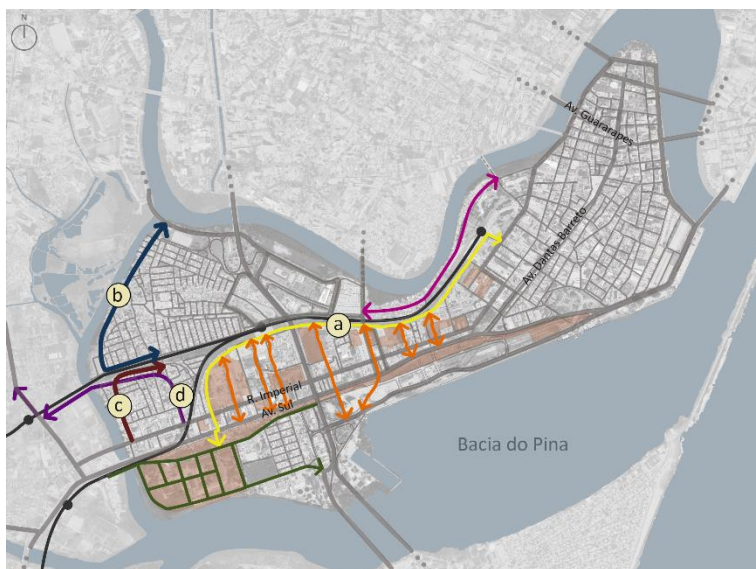 N
Av. Guararapes
Av. Dantas Barreto
b
a
c
d
R. Imperial
Av. Sul
Bacia do Pina